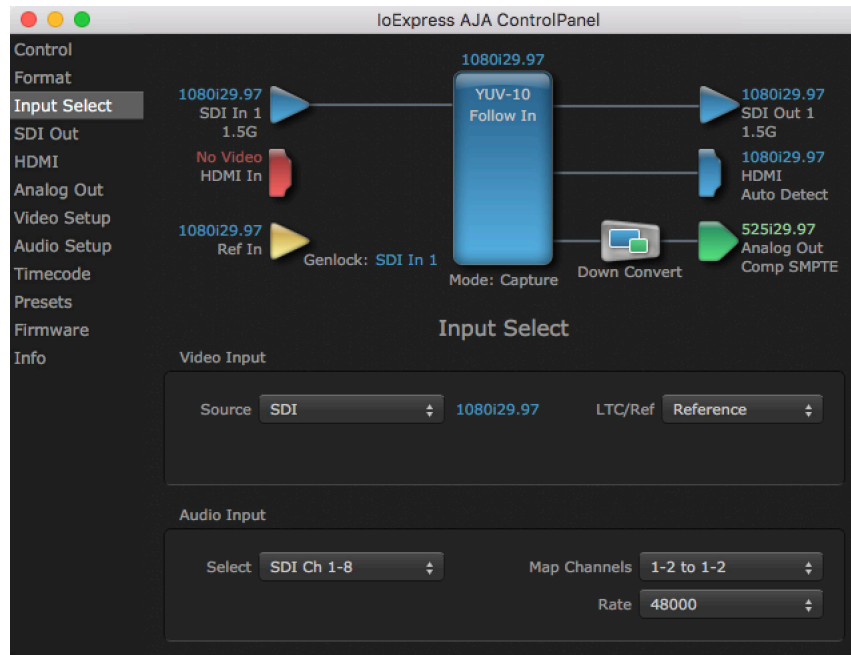 IoExpress AJA ControlPanel
Control
Format
Input Select
SDI Out
HDMI
Analog Out
Video Setup
Audio Setup
Timecode
Presets
Firmware
Info
1080i29.97
SDI In 1
1.5G
No Video
HDMI In
1080i29.97
Ref In
Genlock: SDI In 1
1080i29.97
YUV-10
Follow In
Mode: Capture
Down Convert
1080i29.97
SDI Out 1
1.5G
1080i29.97
HDMI
Auto Detect
525i29.97
Analog Out
Comp SMPTE
Input Select
Video Input
Source SDI 1080i29.97 LTC/Ref Reference
Audio Input
Select SDI Ch 1-8 Map Channels 1-2 to 1-2
Rate 48000